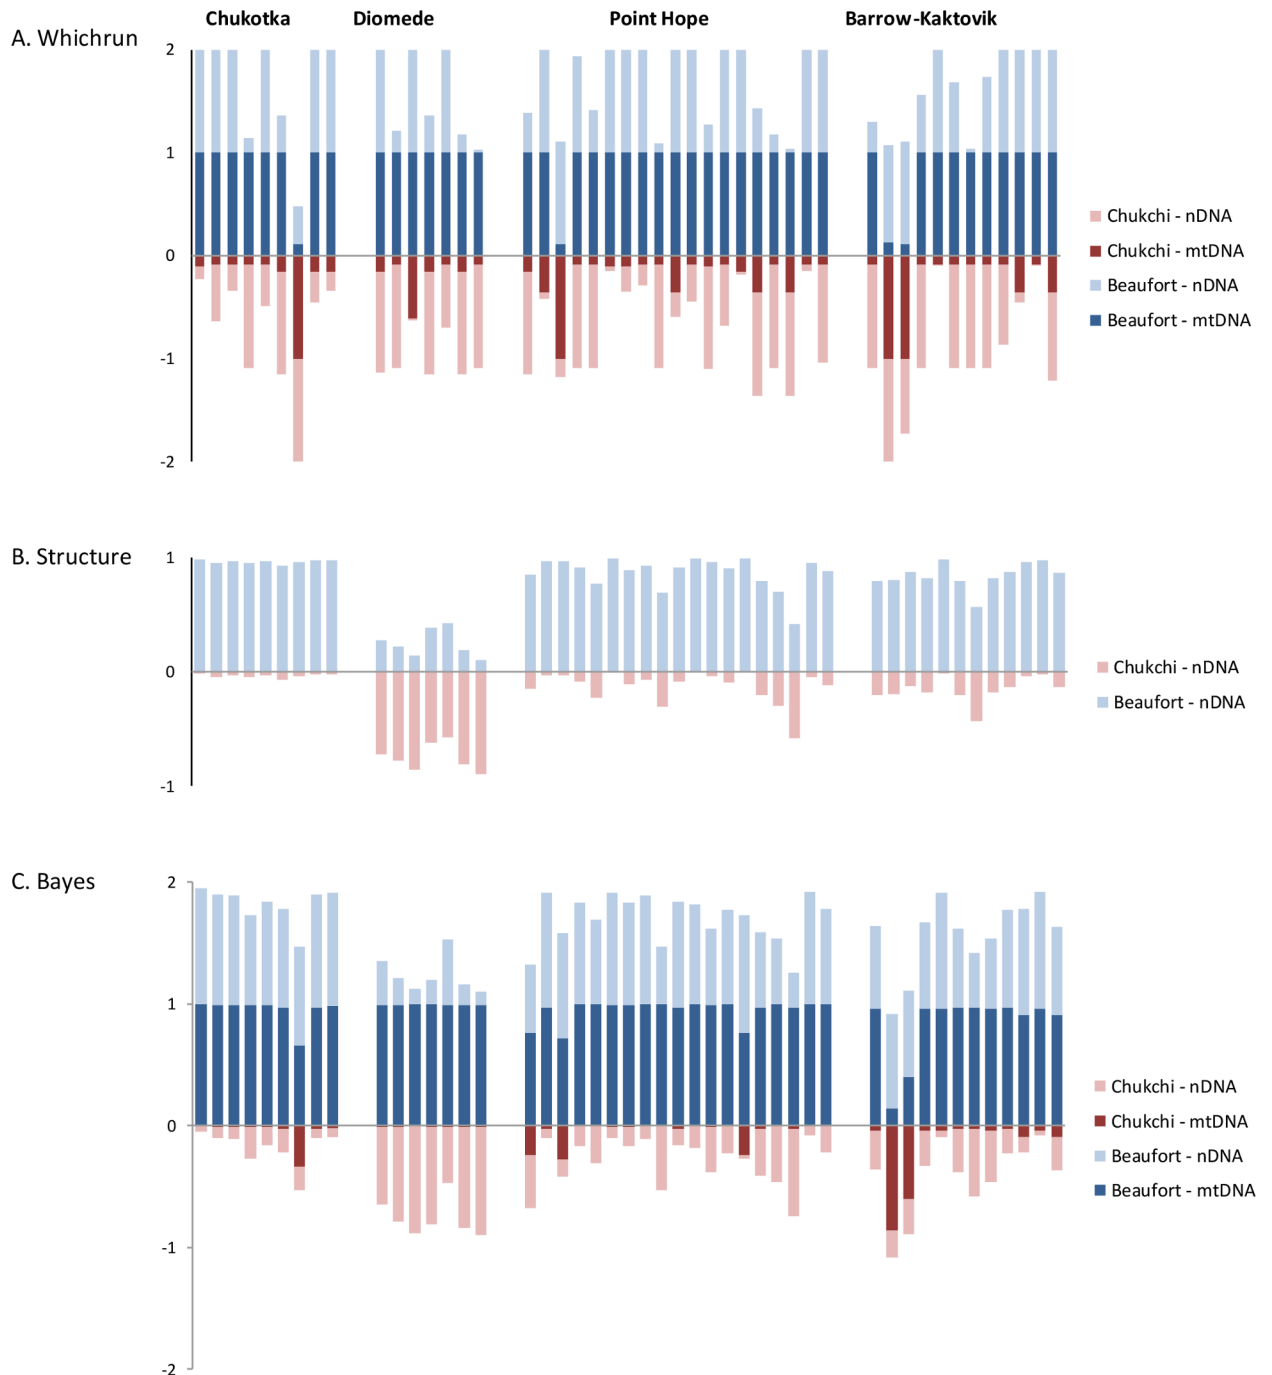 Chukotka Diomede Point Hope Barrow-Kaktovik
A. Whichrun
2
1
0
-1
-2
Chukchi - nDNA
Chukchi - mtDNA
Beaufort - nDNA
Beaufort - mtDNA
B. Structure
1
0
-1
Chukchi - nDNA
Beaufort - nDNA
C. Bayes
2
1
0
-1
-2
Chukchi - nDNA
Chukchi - mtDNA
Beaufort - nDNA
Beaufort - mtDNA